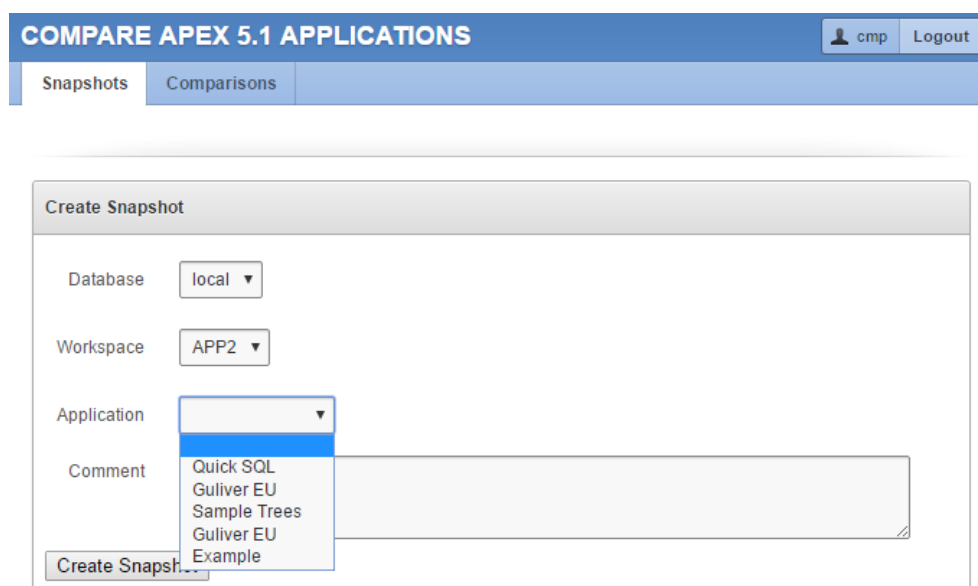 COMPARE APEX 5.1 APPLICATIONS
cmp Logout
Snapshots Comparisons
Create Snapshot
Database local
Workspace APP2
Application
Comment
Quick SQL
Guliver EU
Sample Trees
Guliver EU
Example
Create Snapsh